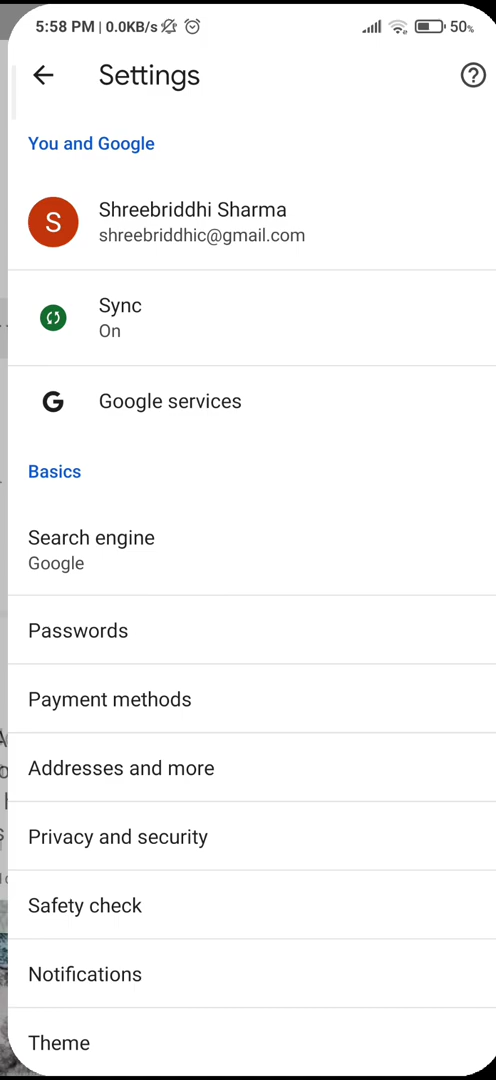 5:58 PM | 0.0KB/s 50%
Settings
You and Google
S
Shreebriddhi Sharma
shreebriddhic@gmail.com
Sync
On
G
Google services
Basics
Search engine
Google
Passwords
Payment methods
Addresses and more
Privacy and security
Safety check
Notifications
Theme